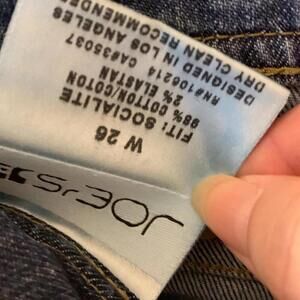 JOE'S J
W 26
FIT: SOCIALITE
98% COTTON/COTON
2% ELASTAN
RN#106214 CA#35037
DESIGNED IN LOS ANGELES
DRY CLEAN RECOMMENDED